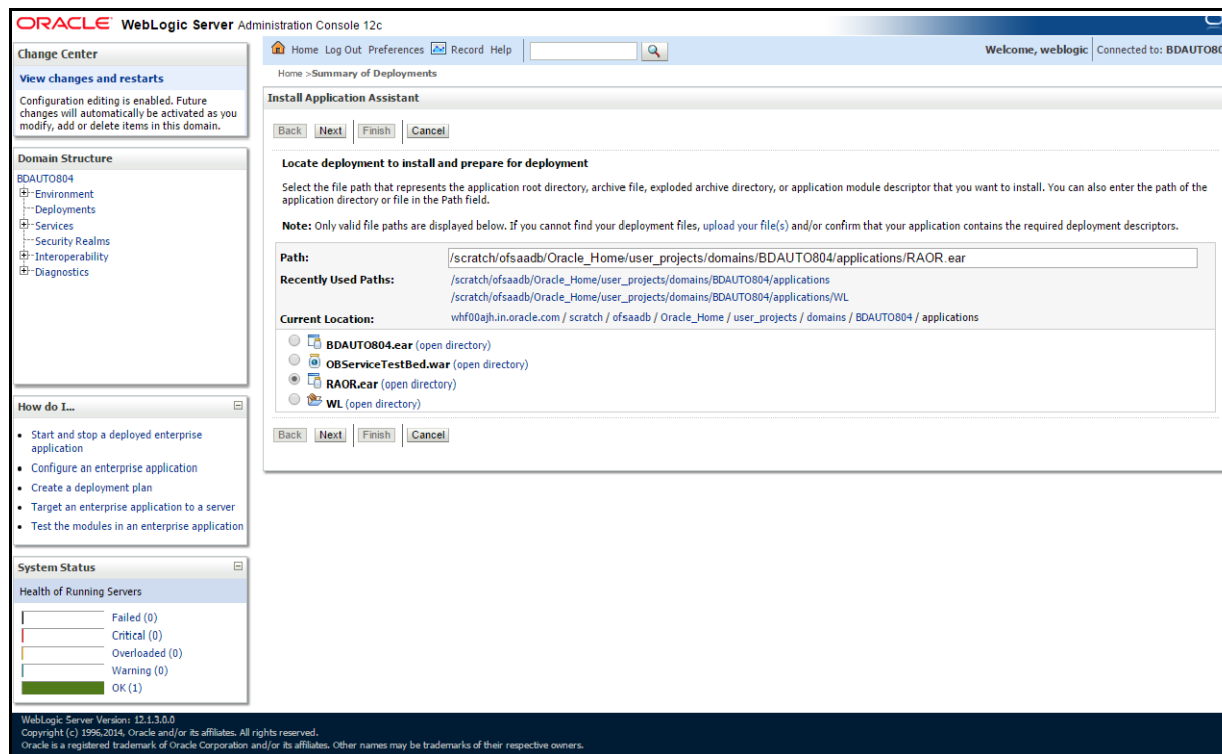 ORACLE WebLogic Server Administration Console 12c
Change Center
View changes and restarts
Configuration editing is enabled. Future
changes will automatically be activated as you
modify, add or delete items in this domain.
Domain Structure
BDAUTO804
Environment
Deployments
Services
Security Realms
Interoperability
Diagnostics
How do I...
Start and stop a deployed enterprise
application
Configure an enterprise application
Create a deployment plan
Target an enterprise application to a server
Test the modules in an enterprise application
System Status
Health of Running Servers
Failed (0)
Critical (0)
Overloaded (0)
Warning (0)
OK (1)
Home Log Out Preferences Record Help
Welcome, weblogic Connected to: BDAUTO80
Home >Summary of Deployments
Install Application Assistant
Back Next Finish Cancel
Locate deployment to install and prepare for deployment
Select the file path that represents the application root directory, archive file, exploded archive directory, or application module descriptor that you want to install. You can also enter the path of the
application directory or file in the Path field.
Note: Only valid file paths are displayed below. If you cannot find your deployment files, upload your file(s) and/or confirm that your application contains the required deployment descriptors.
Path: /scratch/ofsaadb/Oracle_Home/user_projects/domains/BDAUTO804/applications/RAOR.ear
Recently Used Paths: /scratch/ofsaadb/Oracle_Home/user_projects/domains/BDAUTO804/applications
/scratch/ofsaadb/Oracle_Home/user_projects/domains/BDAUTO804/applications/WL
Current Location: whf00ajh.in.oracle.com / scratch / ofsaadb / Oracle_Home / user_projects / domains / BDAUTO804 / applications
BDAUTO804.ear (open directory)
OBServiceTestBed.war (open directory)
RAOR.ear (open directory)
WL (open directory)
Back Next Finish Cancel
WebLogic Server Version: 12.1.3.0.0
Copyright (c) 1996,2014, Oracle and/or its affiliates. All rights reserved.
Oracle is a registered trademark of Oracle Corporation and/or its affiliates. Other names may be trademarks of their respective owners.